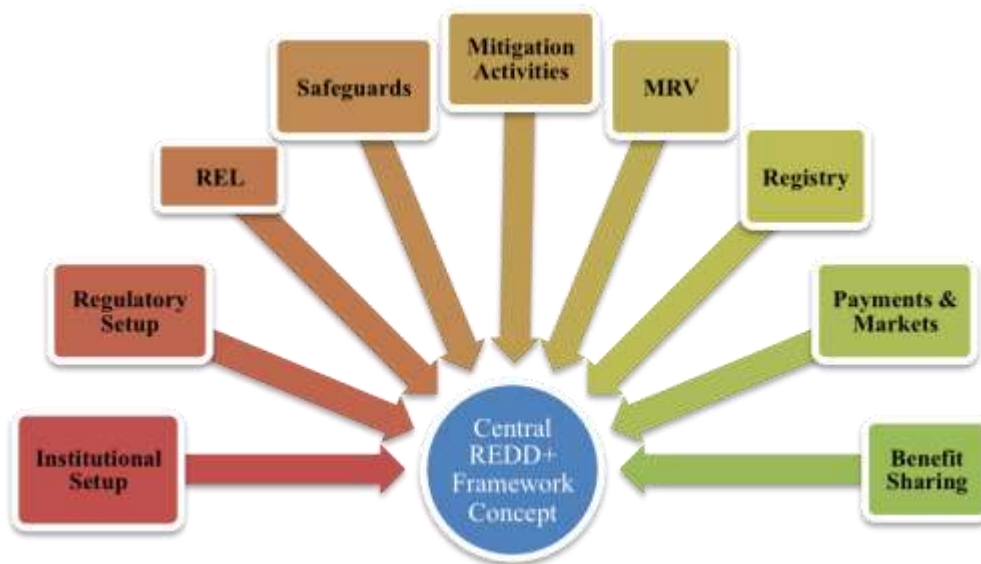 Mitigation
Activities
Safeguards
MRV
REL
Registry
Regulatory
Setup
Payments &
Markets
Institutional
Setup
Central
REDD+
Framework
Concept
Benefit
Sharing